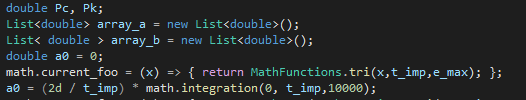 double Pc, Pk;
List<double> array_a = new List<double>();
List< double > array_b = new List<double>();
double a0 = 0;
math.current_foo = (x) => { return MathFunctions.tri(x,t_imp,e_max); };
a0 = (2d / t_imp) * math.integration(0, t_imp,10000);